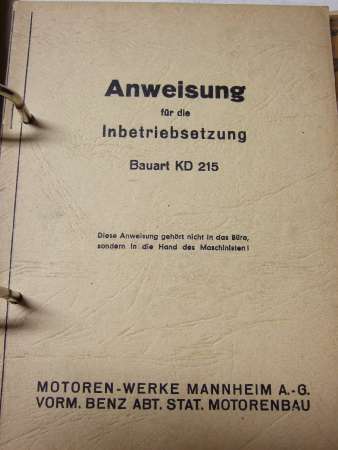 Anweisung
für die
Inbetriebsetzung
Bauart KD 215
Diese Anweisung gehört nicht in das Büro,
sondern in die Hand des Maschinisten!
MOTOREN-WERKE MANNHEIM A.-G.
VORM. BENZ ABT. STAT. MOTORENBAU